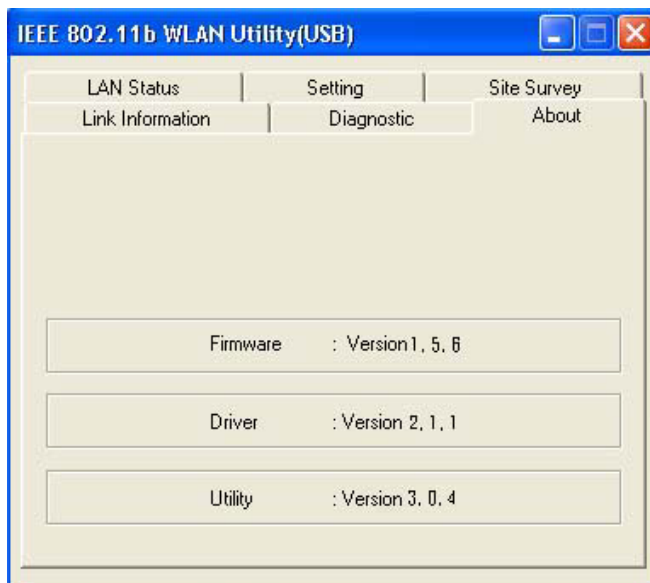 IEEE 802.11b WLAN Utility(USB)
LAN Status Setting Site Survey
Link Information Diagnostic About
Firmware : Version1, 5, 6
Driver : Version 2, 1, 1
Utility : Version 3, 0, 4